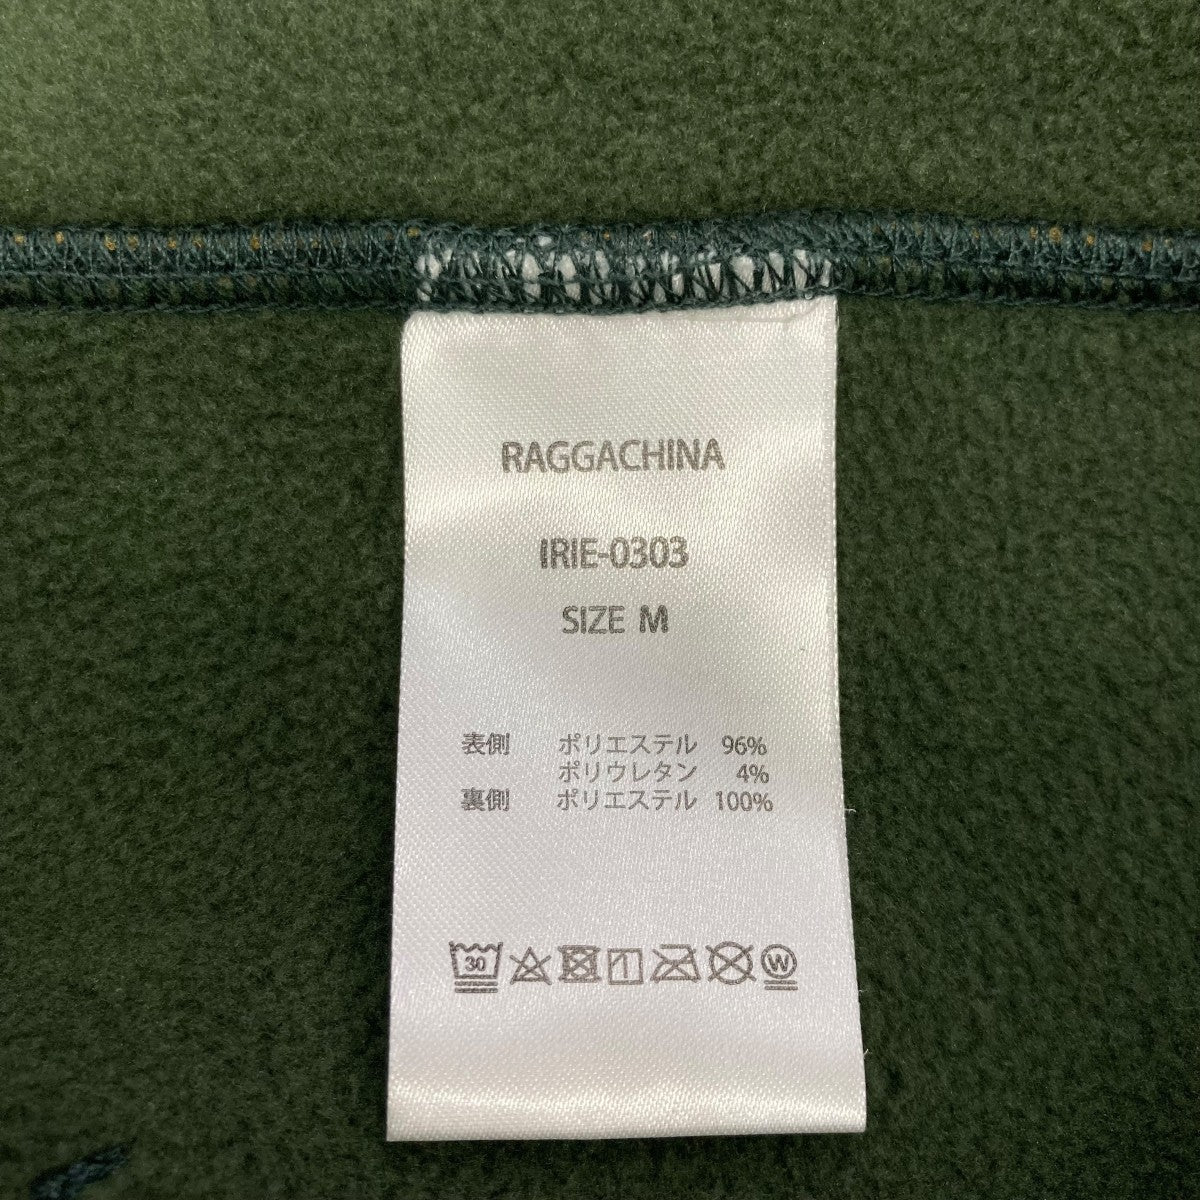 RAGGACHINA
IRIE-0303
SIZE M
表側 ポリエステル 96%
ポリウレタン 4%
裏側 ポリエステル 100%
30
W